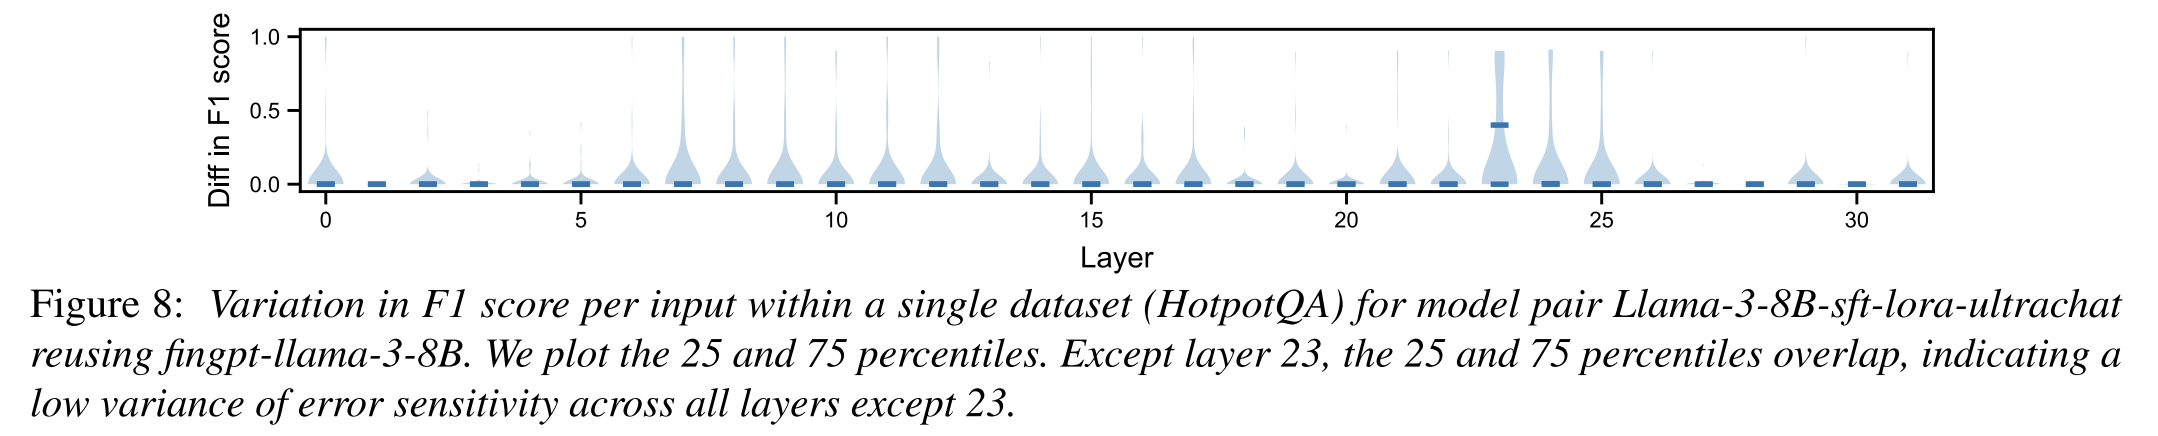 Diff in F1 score
1.0
0.5
0.0
0 5 10 15 20 25 30
Layer
Figure 8: Variation in F1 score per input within a single dataset (HotpotQA) for model pair Llama-3-8B-sft-lora-ultrachat
reusing fingpt-llama-3-8B. We plot the 25 and 75 percentiles. Except layer 23, the 25 and 75 percentiles overlap, indicating a
low variance of error sensitivity across all layers except 23.